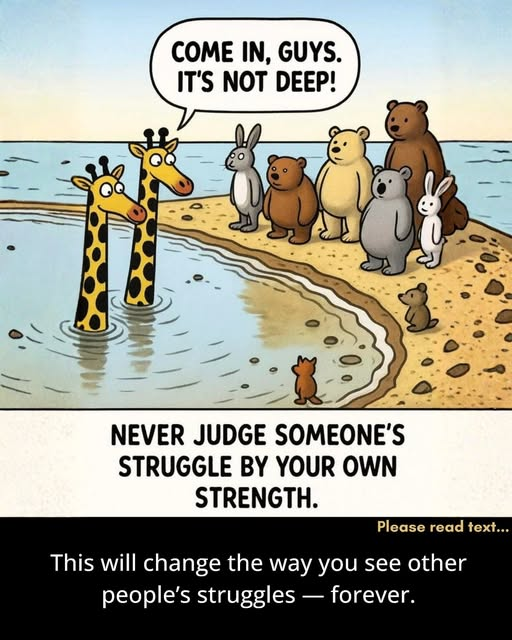 COME IN, GUYS.
IT'S NOT DEEP!
NEVER JUDGE SOMEONE'S
STRUGGLE BY YOUR OWN
STRENGTH.
Please read text...
This will change the way you see other
people’s struggles — forever.